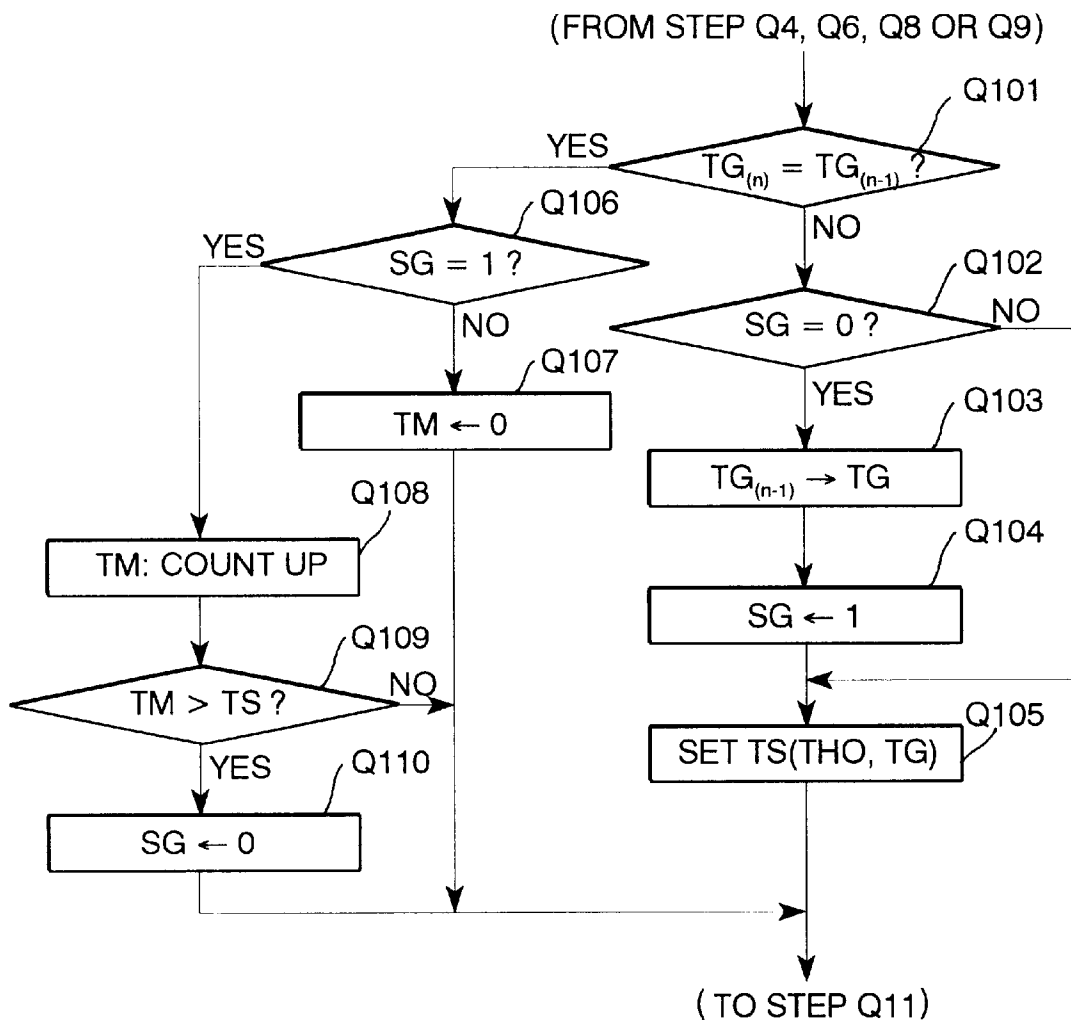 (FROM STEP Q4, Q6, Q8 OR Q9)
Q101
YES
TG(n) = TG(n-1) ?
Q106
NO
YES
SG = 1 ?
Q102
NO
NO
SG = 0 ?
Q107
YES
TM ← 0
Q103
TG(n-1) → TG
Q108
Q104
TM: COUNT UP
SG ← 1
Q109
NO
TM > TS ?
Q105
YES
SET TS(THO, TG)
Q110
SG ← 0
( TO STEP Q11)